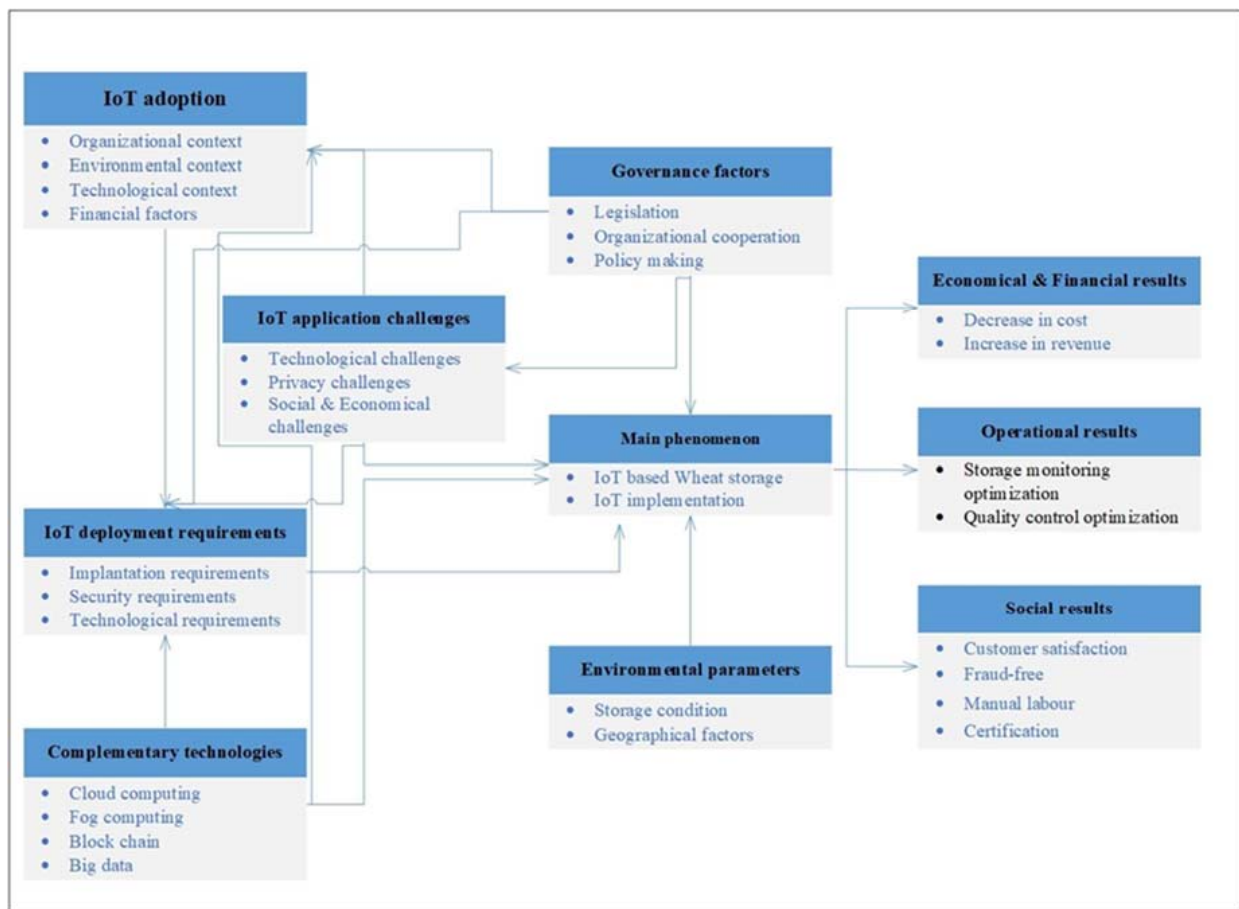 IoT adoption
• Organizational context
• Environmental context
• Technological context
• Financial factors
Governance factors
• Legislation
• Organizational cooperation
• Policy making
IoT application challenges
• Technological challenges
• Privacy challenges
• Social & Economical
challenges
Economical & Financial results
• Decrease in cost
• Increase in revenue
Main phenomenon
• IoT based Wheat storage
• IoT implementation
Operational results
• Storage monitoring
optimization
• Quality control optimization
IoT deployment requirements
• Implantation requirements
• Security requirements
• Technological requirements
Social results
• Customer satisfaction
• Fraud-free
• Manual labour
• Certification
Environmental parameters
• Storage condition
• Geographical factors
Complementary technologies
• Cloud computing
• Fog computing
• Block chain
• Big data